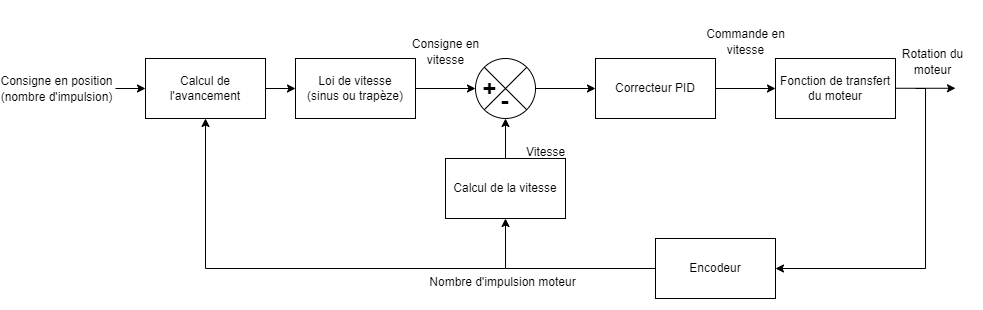 Consigne en position
(nombre d'impulsion)
Calcul de
l'avancement
Loi de vitesse
(sinus ou trapèze)
Consigne en
vitesse
+
-
Correcteur PID
Commande en
vitesse
Fonction de transfert
du moteur
Rotation du
moteur
Vitesse
Calcul de la vitesse
Encodeur
Nombre d'impulsion moteur